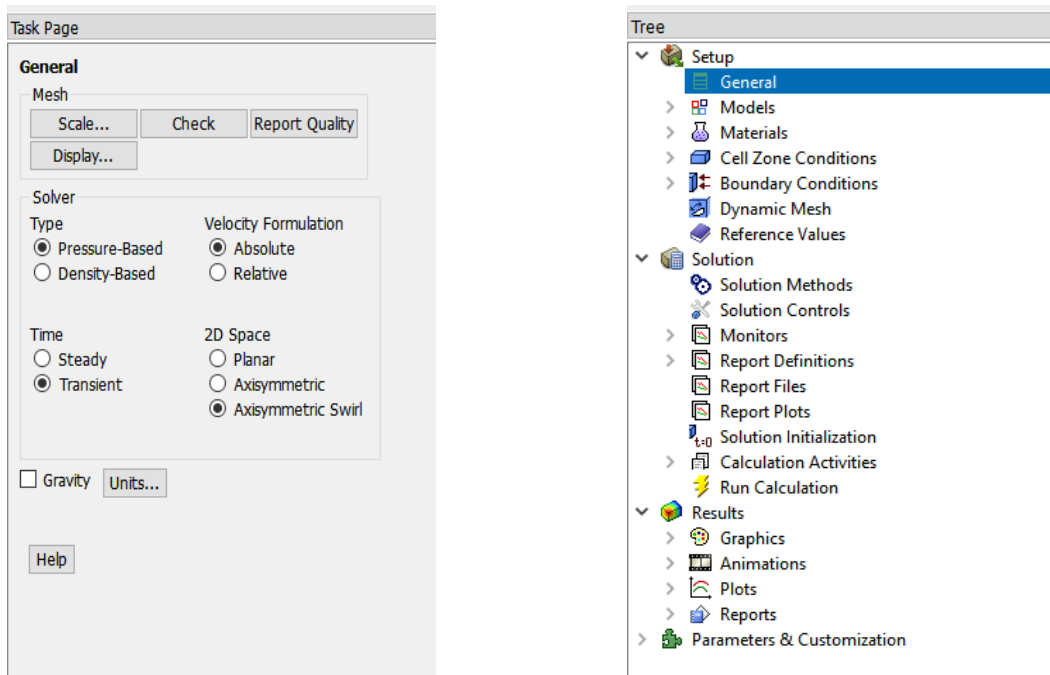 Task Page
General
Mesh
Scale... Check Report Quality
Display...
Solver
Type Velocity Formulation
Pressure-Based Absolute
Density-Based Relative
Time 2D Space
Steady Planar
Transient Axisymmetric
Axisymmetric Swirl
Gravity Units...
Help
Tree
Setup
General
Models
Materials
Cell Zone Conditions
Boundary Conditions
Dynamic Mesh
Reference Values
Solution
Solution Methods
Solution Controls
Monitors
Report Definitions
Report Files
Report Plots
t=0 Solution Initialization
Calculation Activities
Run Calculation
Results
Graphics
Animations
Plots
Reports
Parameters & Customization